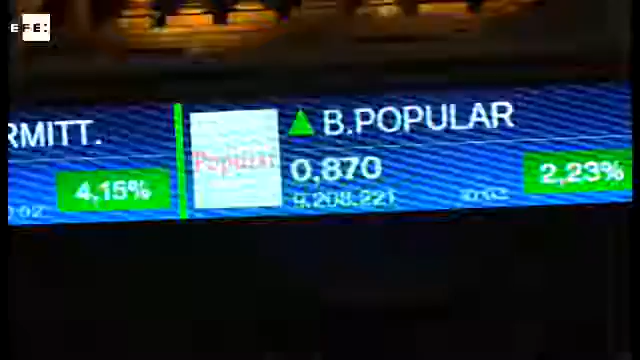 EFE:
RMITT.
4,15%
Popular
B.POPULAR
0,870
9.208.221
2,23%